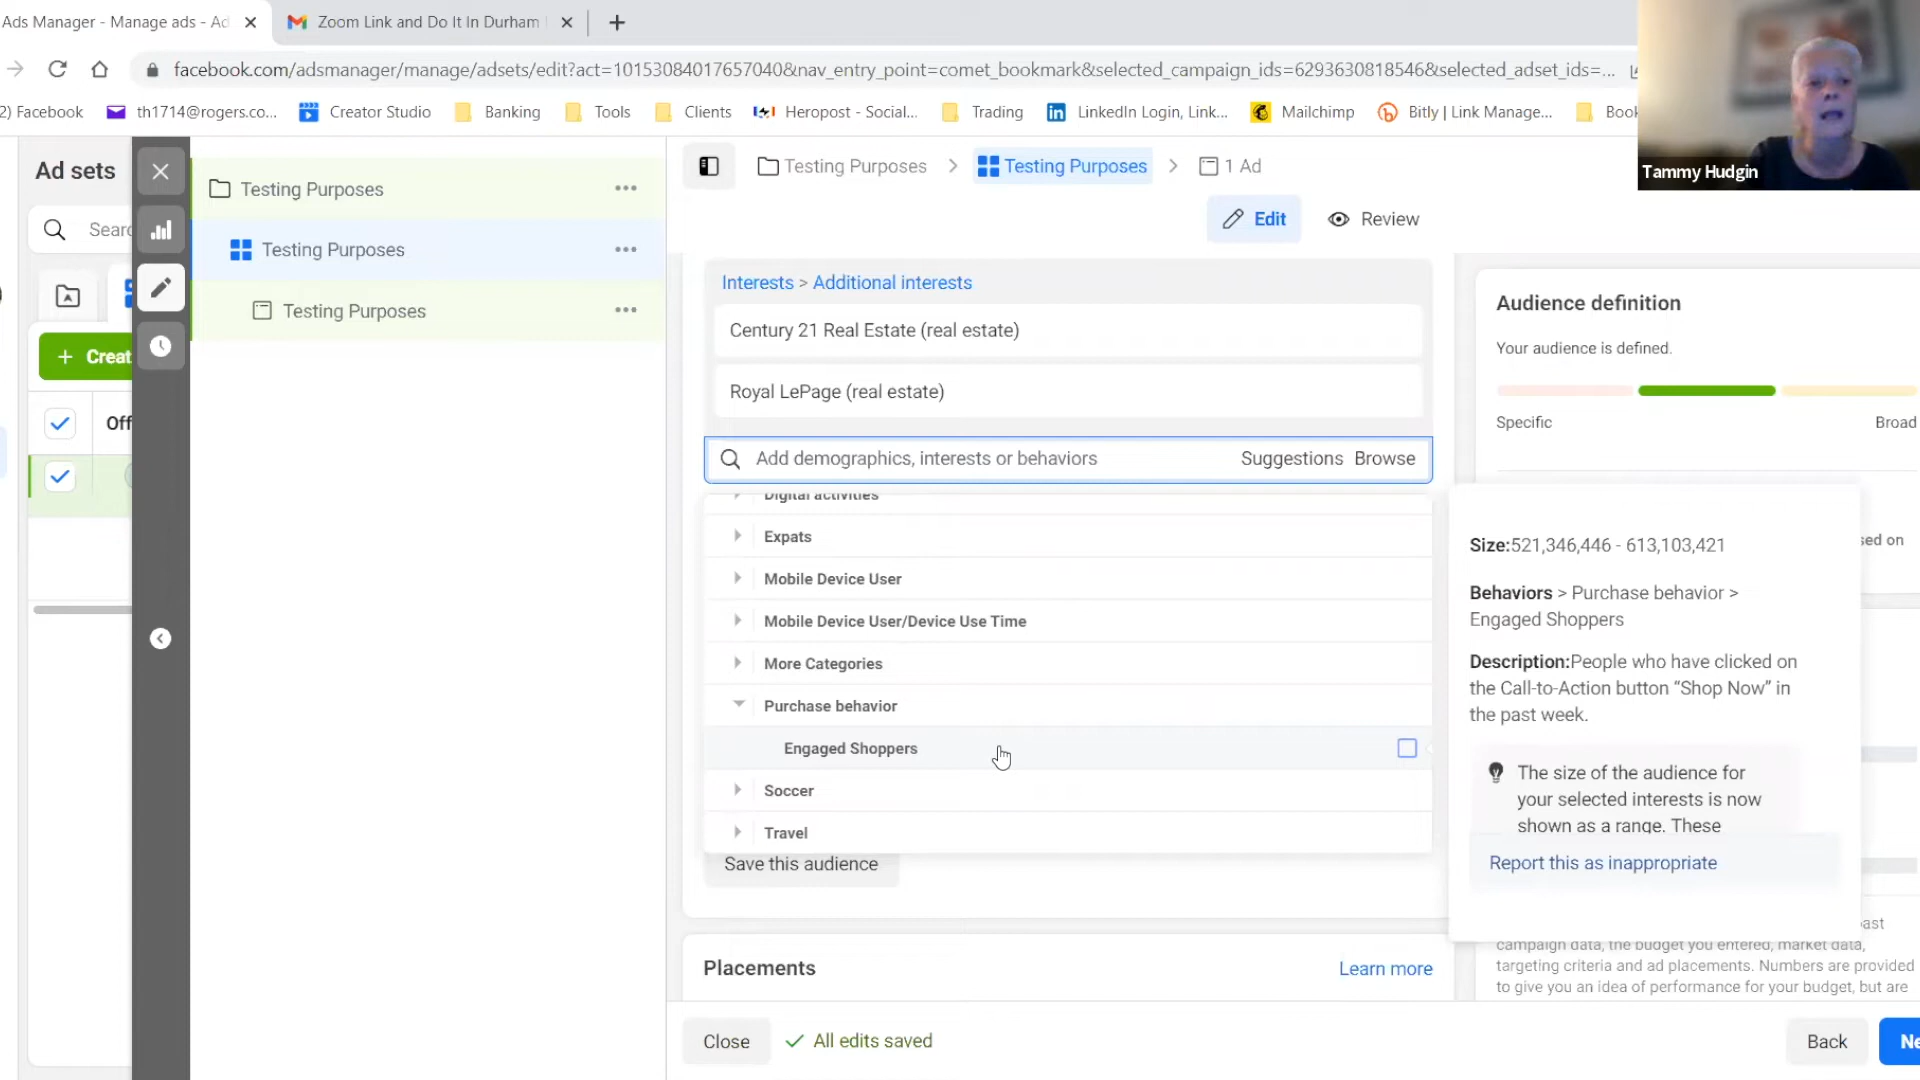 Ads Manager - Manage ads - Ad
Zoom Link and Do It In Durham
facebook.com/adsmanager/manage/adsets/edit?act=10153084017657040&nav_entry_point=comet_bookmark&selected_campaign_ids=6293630818546&selected_adset_ids=...
2) Facebook
th1714@rogers.co...
Creator Studio
Banking
Tools
Clients
Heropost - Social...
Trading
LinkedIn Login, Link...
Mailchimp
Bitly | Link Manage...
Book
Tammy Hudgin
Ad sets
Searc
+ Creat
Off
Testing Purposes
Testing Purposes
Testing Purposes
Testing Purposes > Testing Purposes > 1 Ad
Edit
Review
Interests > Additional interests
Century 21 Real Estate (real estate)
Royal LePage (real estate)
Add demographics, interests or behaviors
Suggestions
Browse
Digital activities
Expats
Mobile Device User
Mobile Device User/Device Use Time
More Categories
Purchase behavior
Engaged Shoppers
Soccer
Travel
Save this audience
Placements
Learn more
Close
All edits saved
Back
Ne
Audience definition
Your audience is defined.
Specific
Broad
sed on
Size:521,346,446 - 613,103,421
Behaviors > Purchase behavior >
Engaged Shoppers
Description:People who have clicked on
the Call-to-Action button “Shop Now” in
the past week.
The size of the audience for
your selected interests is now
shown as a range. These
Report this as inappropriate
ast
campaign data, the budget you entered, market data,
targeting criteria and ad placements. Numbers are provided
to give you an idea of performance for your budget, but are